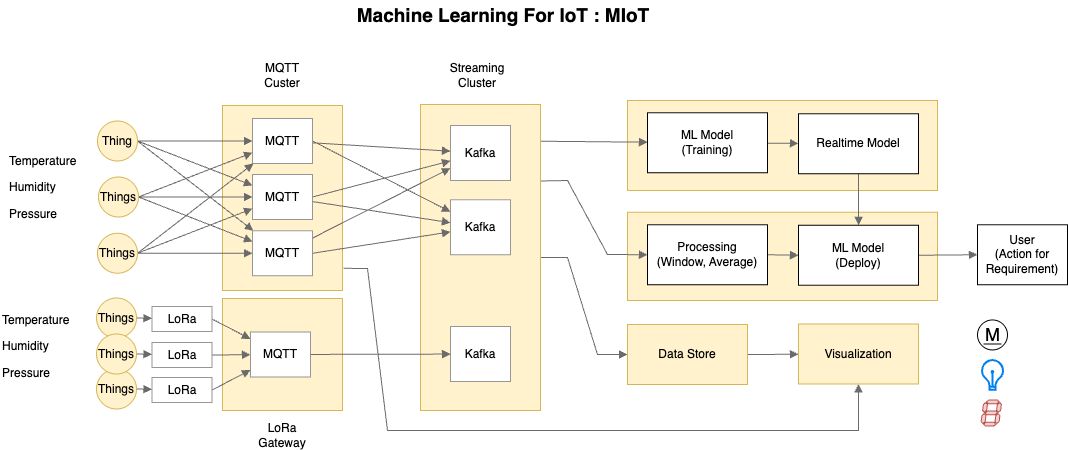 Machine Learning For IoT : MIoT
MQTT
Custer
Streaming
Cluster
Temperature
Humidity
Pressure
Thing
Things
Things
MQTT
MQTT
MQTT
Kafka
Kafka
ML Model
(Training)
Realtime Model
Processing
(Window, Average)
ML Model
(Deploy)
User
(Action for
Requirement)
Temperature
Humidity
Pressure
Things
Things
Things
LoRa
LoRa
LoRa
MQTT
Kafka
Data Store
Visualization
LoRa
Gateway
M
8